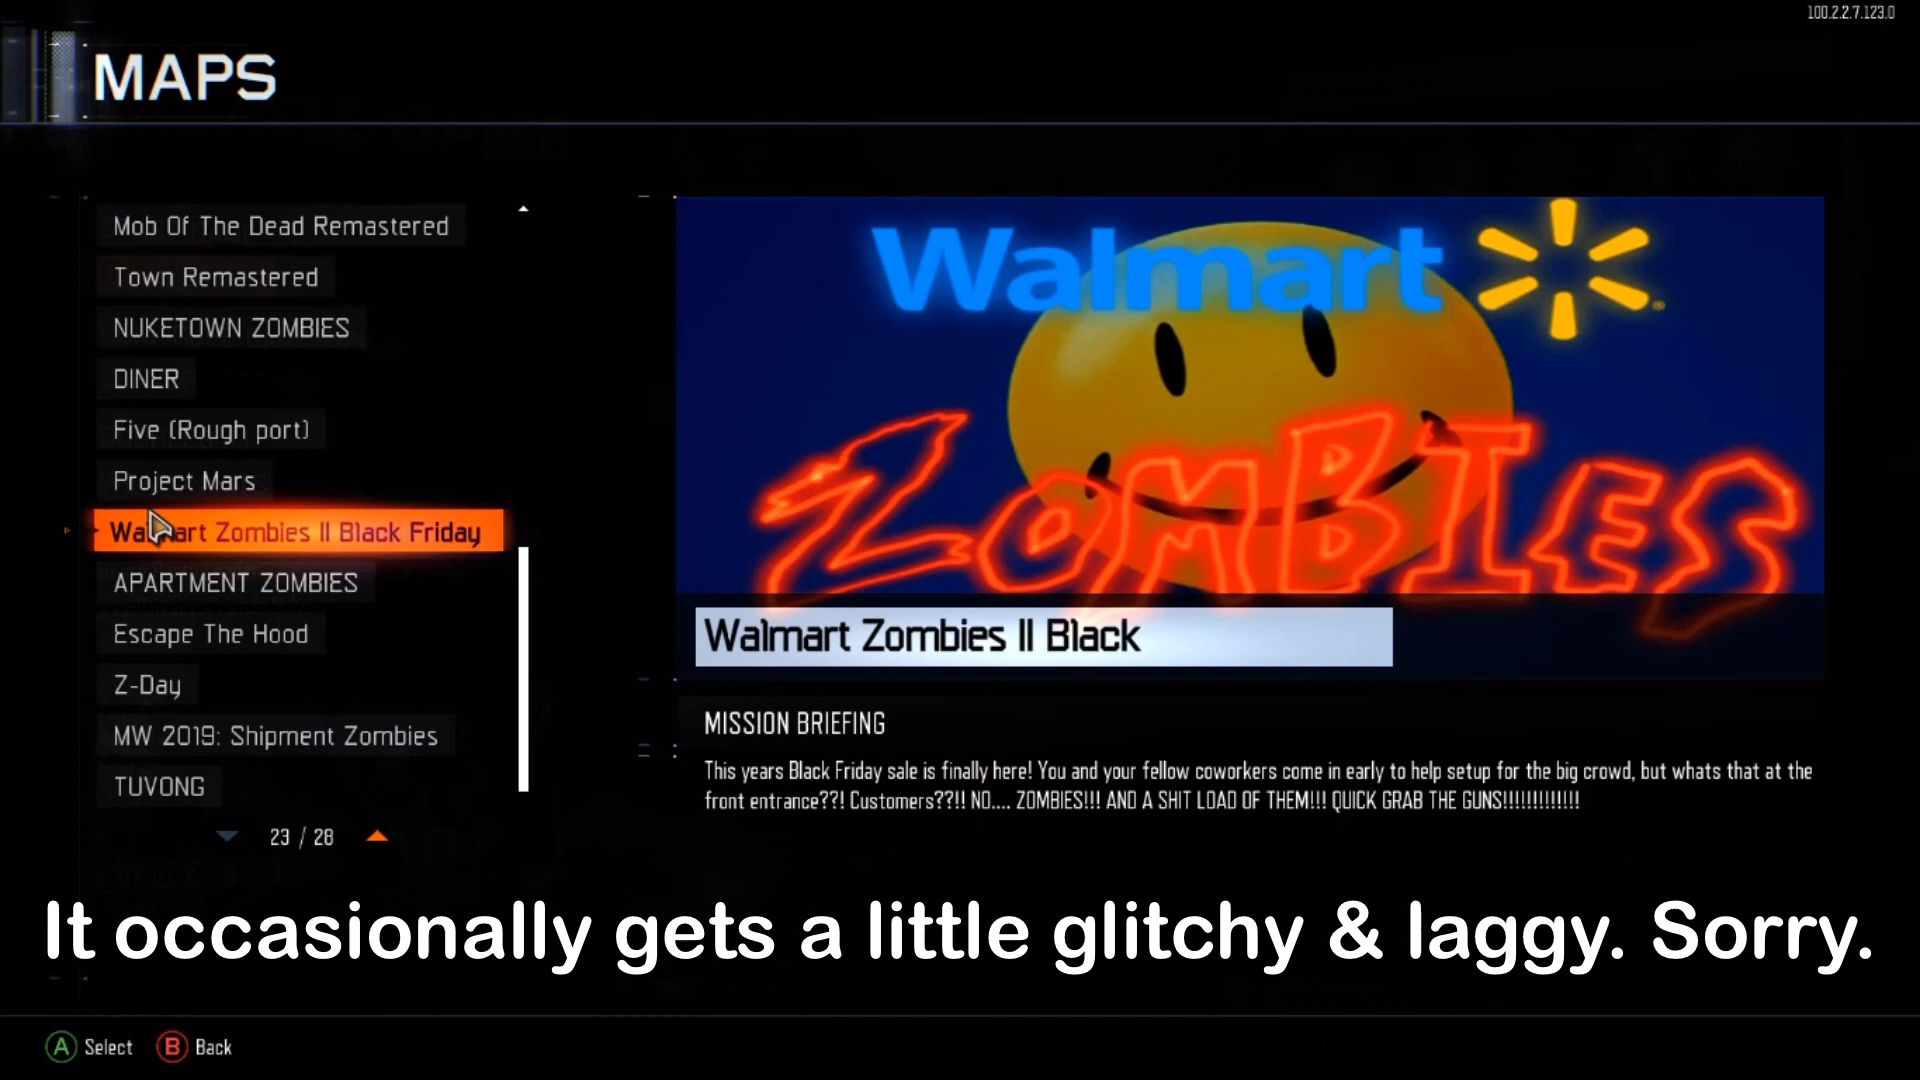 100.2.2.7.123.0
MAPS
Mob Of The Dead Remastered
Town Remastered
NUKETOWN ZOMBIES
DINER
Five (Rough port)
Project Mars
Walmart Zombies II Black Friday
APARTMENT ZOMBIES
Escape The Hood
Z-Day
MW 2019: Shipment Zombies
TUVONG
23 / 28
Walmart
ZOMBIES
Walmart Zombies II Black
MISSION BRIEFING
This years Black Friday sale is finally here! You and your fellow coworkers come in early to help setup for the big crowd, but whats that at the
front entrance??! Customers??!! NO.... ZOMBIES!!! AND A SHIT LOAD OF THEM!!! QUICK GRAB THE GUNS!!!!!!!!!!!!!
It occasionally gets a little glitchy & laggy. Sorry.
A Select B Back